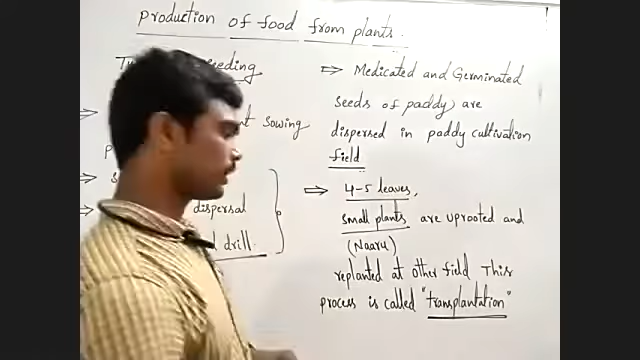 production of food from plants.
eeding
sowing
dispersal
drill.
⇒ Medicated and Germinated
seeds of paddy are
dispersed in paddy cultivation
field
⇒ 4-5 leaves,
small plants are uprooted and
(Naaru)
replanted at other field This
process is called "transplantation"